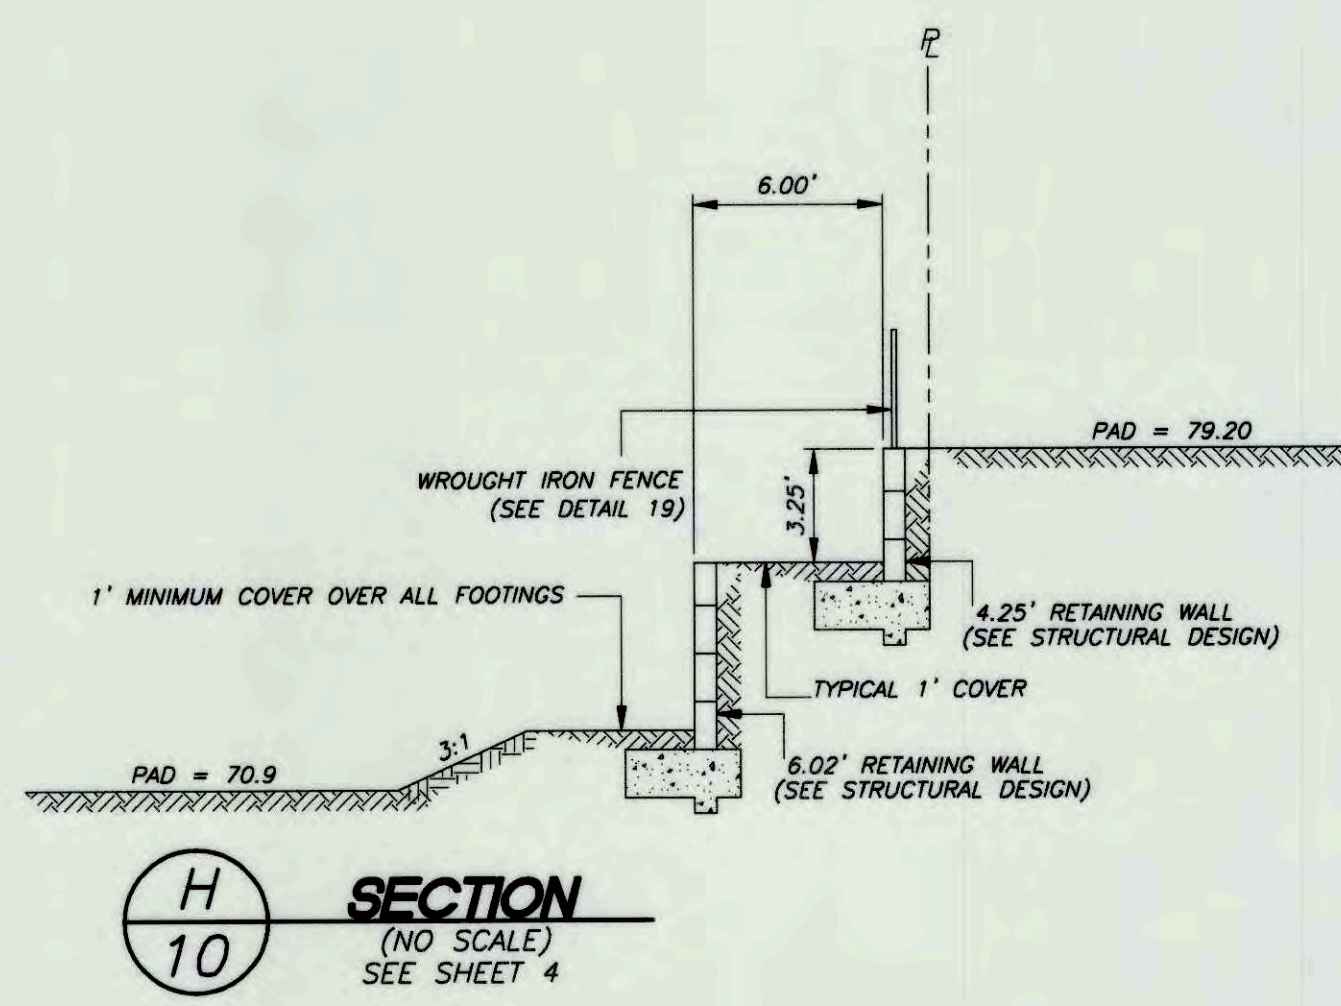 PL
6.00'
PAD = 79.20
WROUGHT IRON FENCE
(SEE DETAIL 19)
3.25'
1' MINIMUM COVER OVER ALL FOOTINGS
4.25' RETAINING WALL
(SEE STRUCTURAL DESIGN)
TYPICAL 1' COVER
3:1
PAD = 70.9
6.02' RETAINING WALL
(SEE STRUCTURAL DESIGN)
H
10
SECTION
(NO SCALE)
SEE SHEET 4